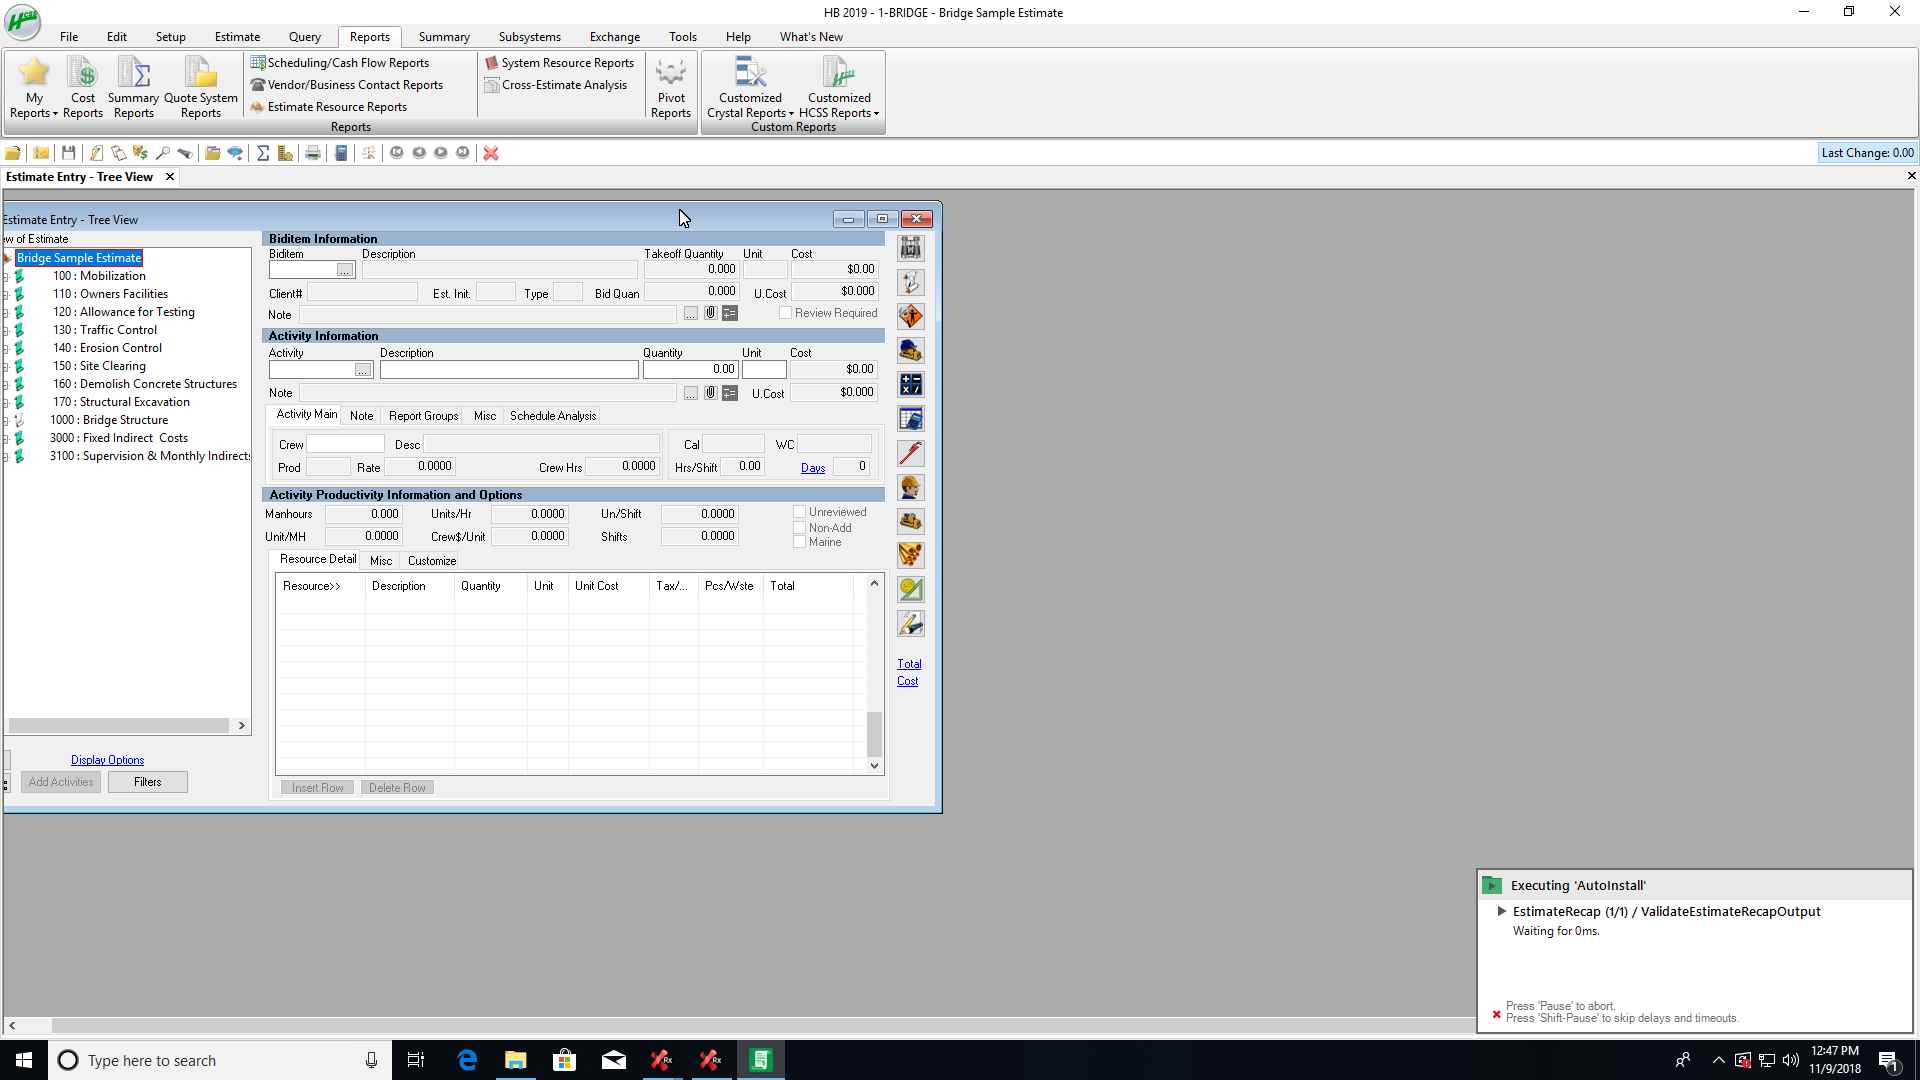 HB 2019 - 1-BRIDGE - Bridge Sample Estimate
File Edit Setup Estimate Query Reports Summary Subsystems Exchange Tools Help What's New
My Reports
Cost Reports
Summary Reports
Quote System Reports
Scheduling/Cash Flow Reports
Vendor/Business Contact Reports
Estimate Resource Reports
System Resource Reports
Cross-Estimate Analysis
Pivot Reports
Customized Crystal Reports
Customized HCSS Reports
Reports
Custom Reports
Last Change: 0.00
Estimate Entry - Tree View
Estimate Entry - Tree View
ew of Estimate
Bridge Sample Estimate
100 : Mobilization
110 : Owners Facilities
120 : Allowance for Testing
130 : Traffic Control
140 : Erosion Control
150 : Site Clearing
160 : Demolish Concrete Structures
170 : Structural Excavation
1000 : Bridge Structure
3000 : Fixed Indirect Costs
3100 : Supervision & Monthly Indirects
Display Options
Add Activities Filters
Biditem Information
Biditem Description Takeoff Quantity Unit Cost
... 0.000 $0.00
Client# Est. Init. Type Bid Quan 0.000 U.Cost $0.000
Note ... Review Required
Activity Information
Activity Description Quantity Unit Cost
... 0.00 $0.00
Note ... U.Cost $0.000
Activity Main Note Report Groups Misc Schedule Analysis
Crew Desc Cal WC
Prod Rate 0.0000 Crew Hrs 0.0000 Hrs/Shift 0.00 Days 0
Activity Productivity Information and Options
Manhours 0.000 Units/Hr 0.0000 Un/Shift 0.0000 Unreviewed
Non-Add
Unit/MH 0.0000 Crew$/Unit 0.0000 Shifts 0.0000 Marine
Resource Detail Misc Customize
Resource>> Description Quantity Unit Unit Cost Tax/... Pcs/Wste Total
Insert Row Delete Row
Total
Cost
Executing 'AutoInstall'
EstimateRecap (1/1) / ValidateEstimateRecapOutput
Waiting for 0ms.
Press 'Pause' to abort.
Press 'Shift-Pause' to skip delays and timeouts.
Type here to search
12:47 PM
11/9/2018
1